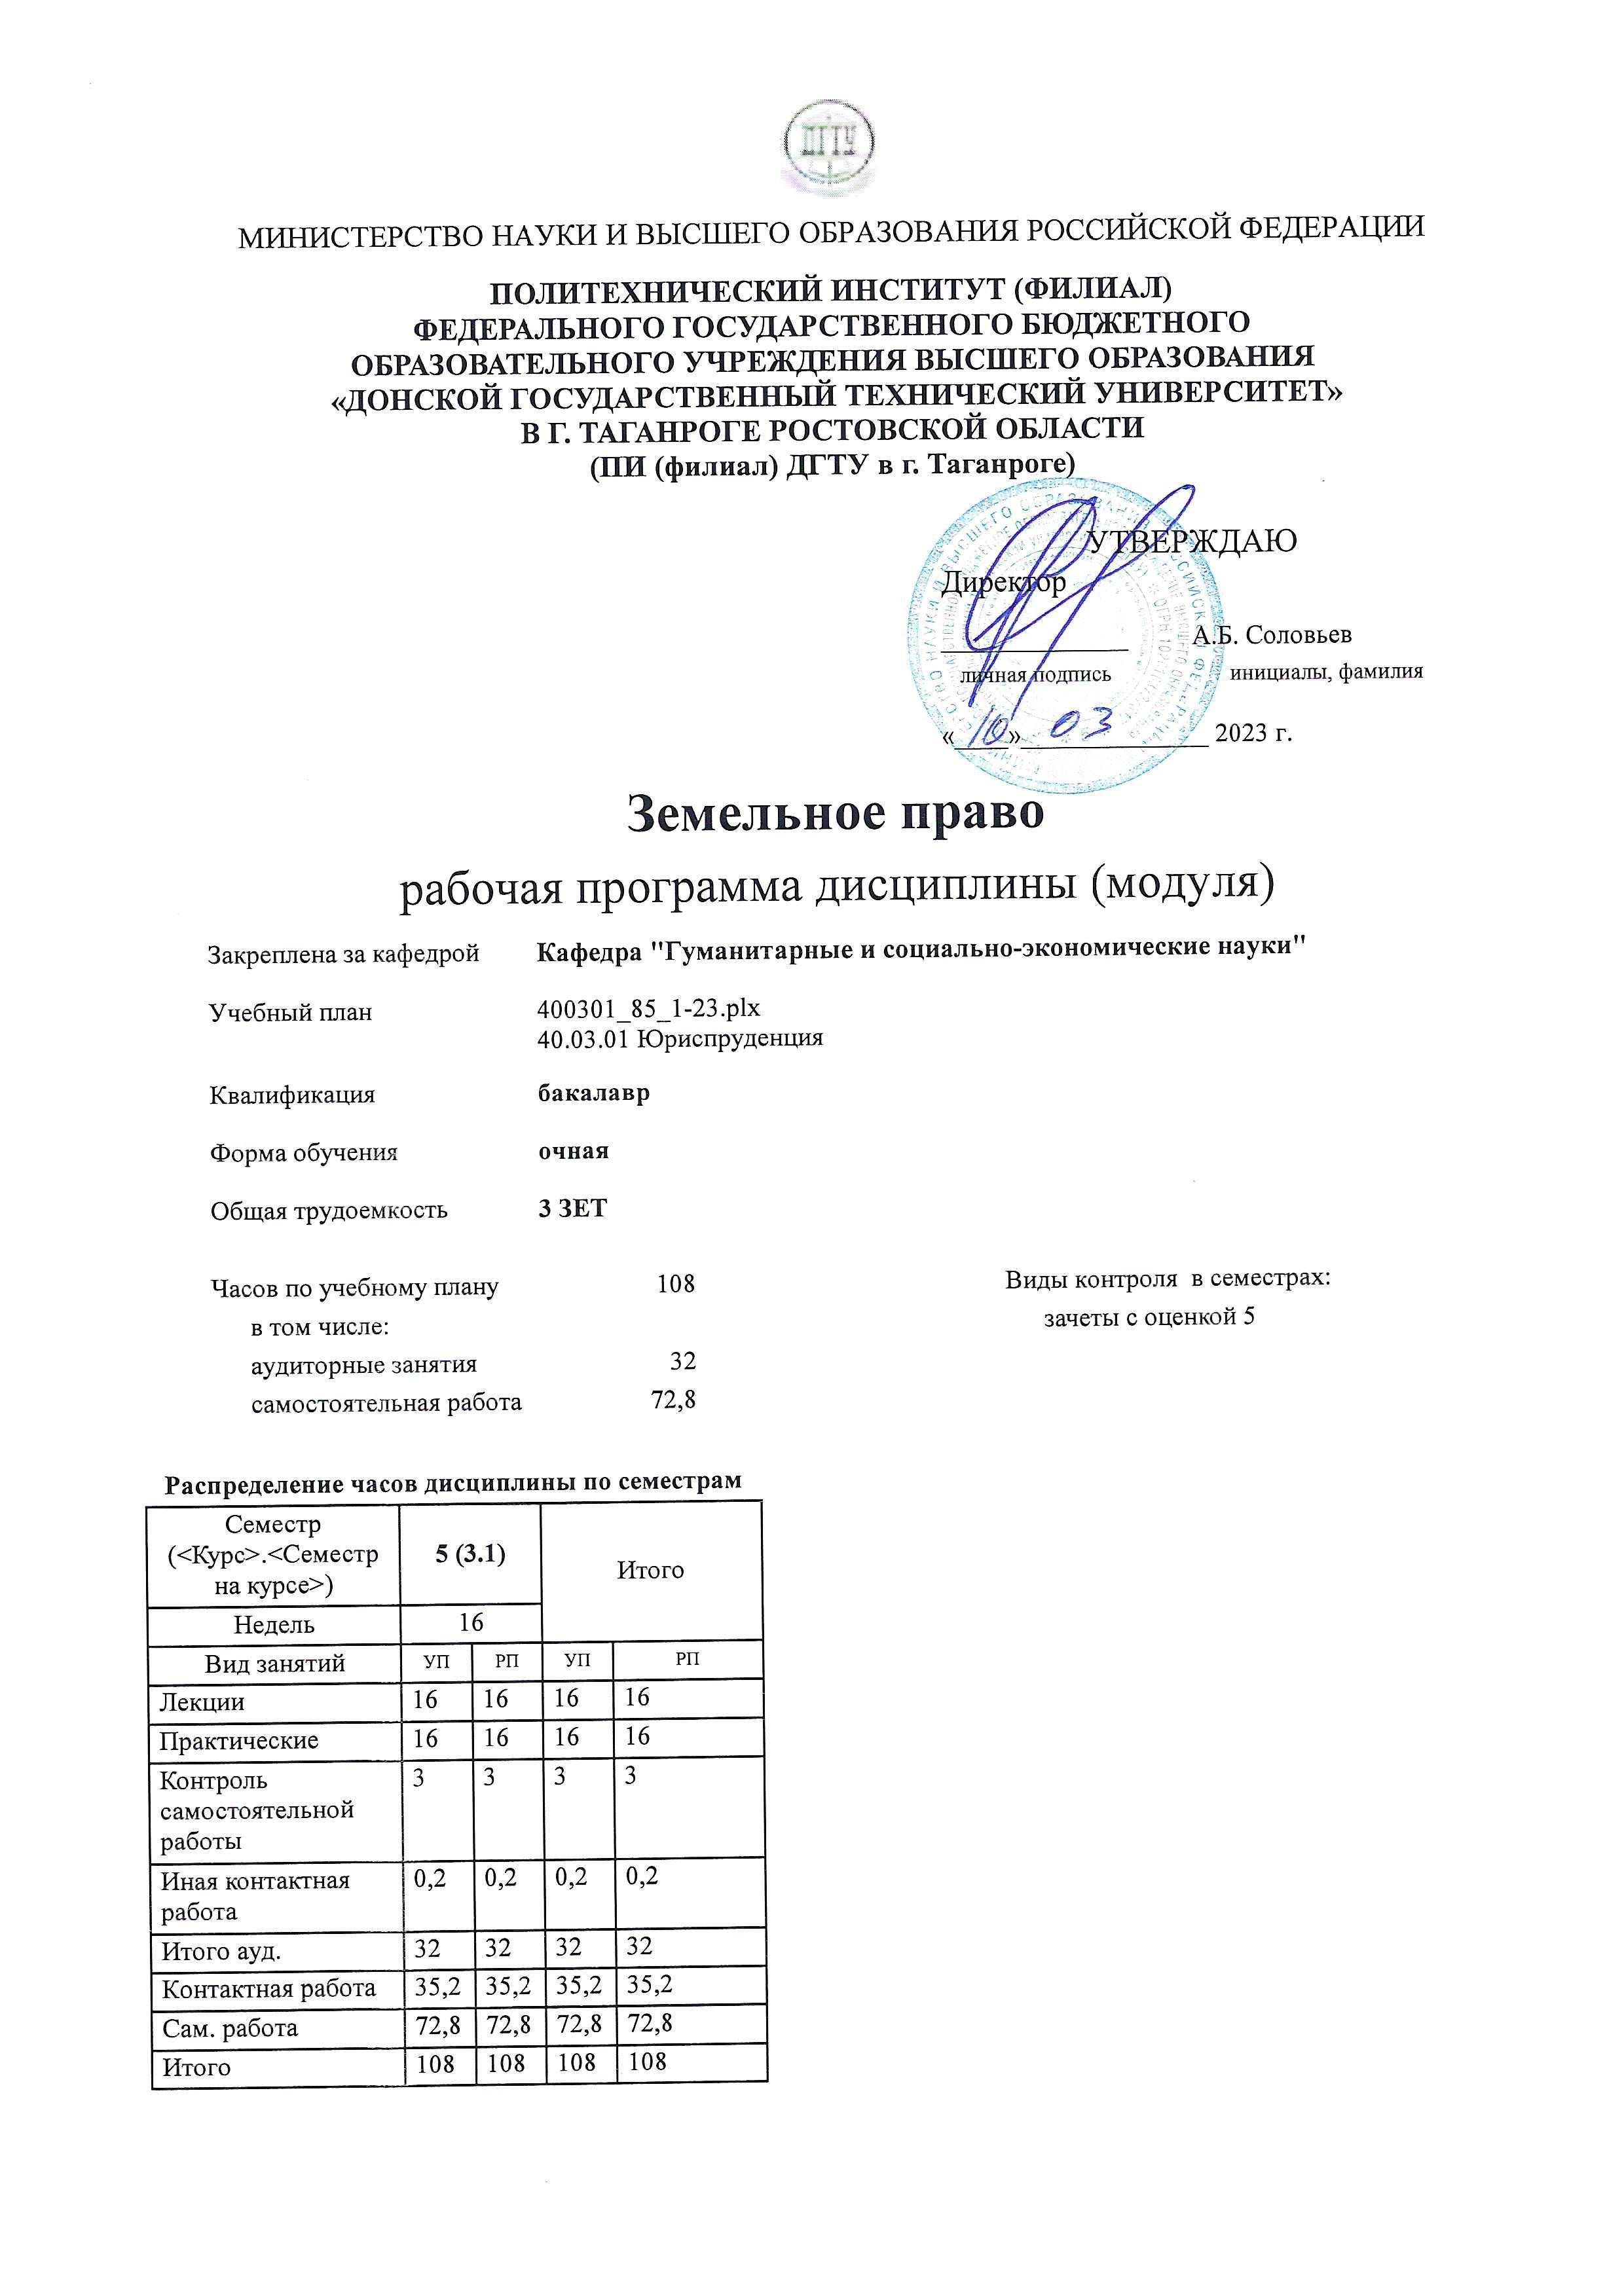 ДГТУ
МИНИСТЕРСТВО НАУКИ И ВЫСШЕГО ОБРАЗОВАНИЯ РОССИЙСКОЙ ФЕДЕРАЦИИ
ПОЛИТЕХНИЧЕСКИЙ ИНСТИТУТ (ФИЛИАЛ)
ФЕДЕРАЛЬНОГО ГОСУДАРСТВЕННОГО БЮДЖЕТНОГО
ОБРАЗОВАТЕЛЬНОГО УЧРЕЖДЕНИЯ ВЫСШЕГО ОБРАЗОВАНИЯ
«ДОНСКОЙ ГОСУДАРСТВЕННЫЙ ТЕХНИЧЕСКИЙ УНИВЕРСИТЕТ»
В Г. ТАГАНРОГЕ РОСТОВСКОЙ ОБЛАСТИ
(ПИ (филиал) ДГТУ в г. Таганроге)
УТВЕРЖДАЮ
Директор
А.Б. Соловьев
личная подпись инициалы, фамилия
«10» 03 2023 г.
Земельное право
рабочая программа дисциплины (модуля)
Закреплена за кафедрой Кафедра "Гуманитарные и социально-экономические науки"
Учебный план 400301_85_1-23.plx
40.03.01 Юриспруденция
Квалификация бакалавр
Форма обучения очная
Общая трудоемкость 3 ЗЕТ
Часов по учебному плану 108 Виды контроля в семестрах:
в том числе: зачеты с оценкой 5
аудиторные занятия 32
самостоятельная работа 72,8
Распределение часов дисциплины по семестрам
Семестр
(<Курс>.<Семестр 5 (3.1) Итого
на курсе>)
Недель 16
Вид занятий УП РП УП РП
Лекции 16 16 16 16
Практические 16 16 16 16
Контроль 3 3 3 3
самостоятельной
работы
Иная контактная 0,2 0,2 0,2 0,2
работа
Итого ауд. 32 32 32 32
Контактная работа 35,2 35,2 35,2 35,2
Сам. работа 72,8 72,8 72,8 72,8
Итого 108 108 108 108